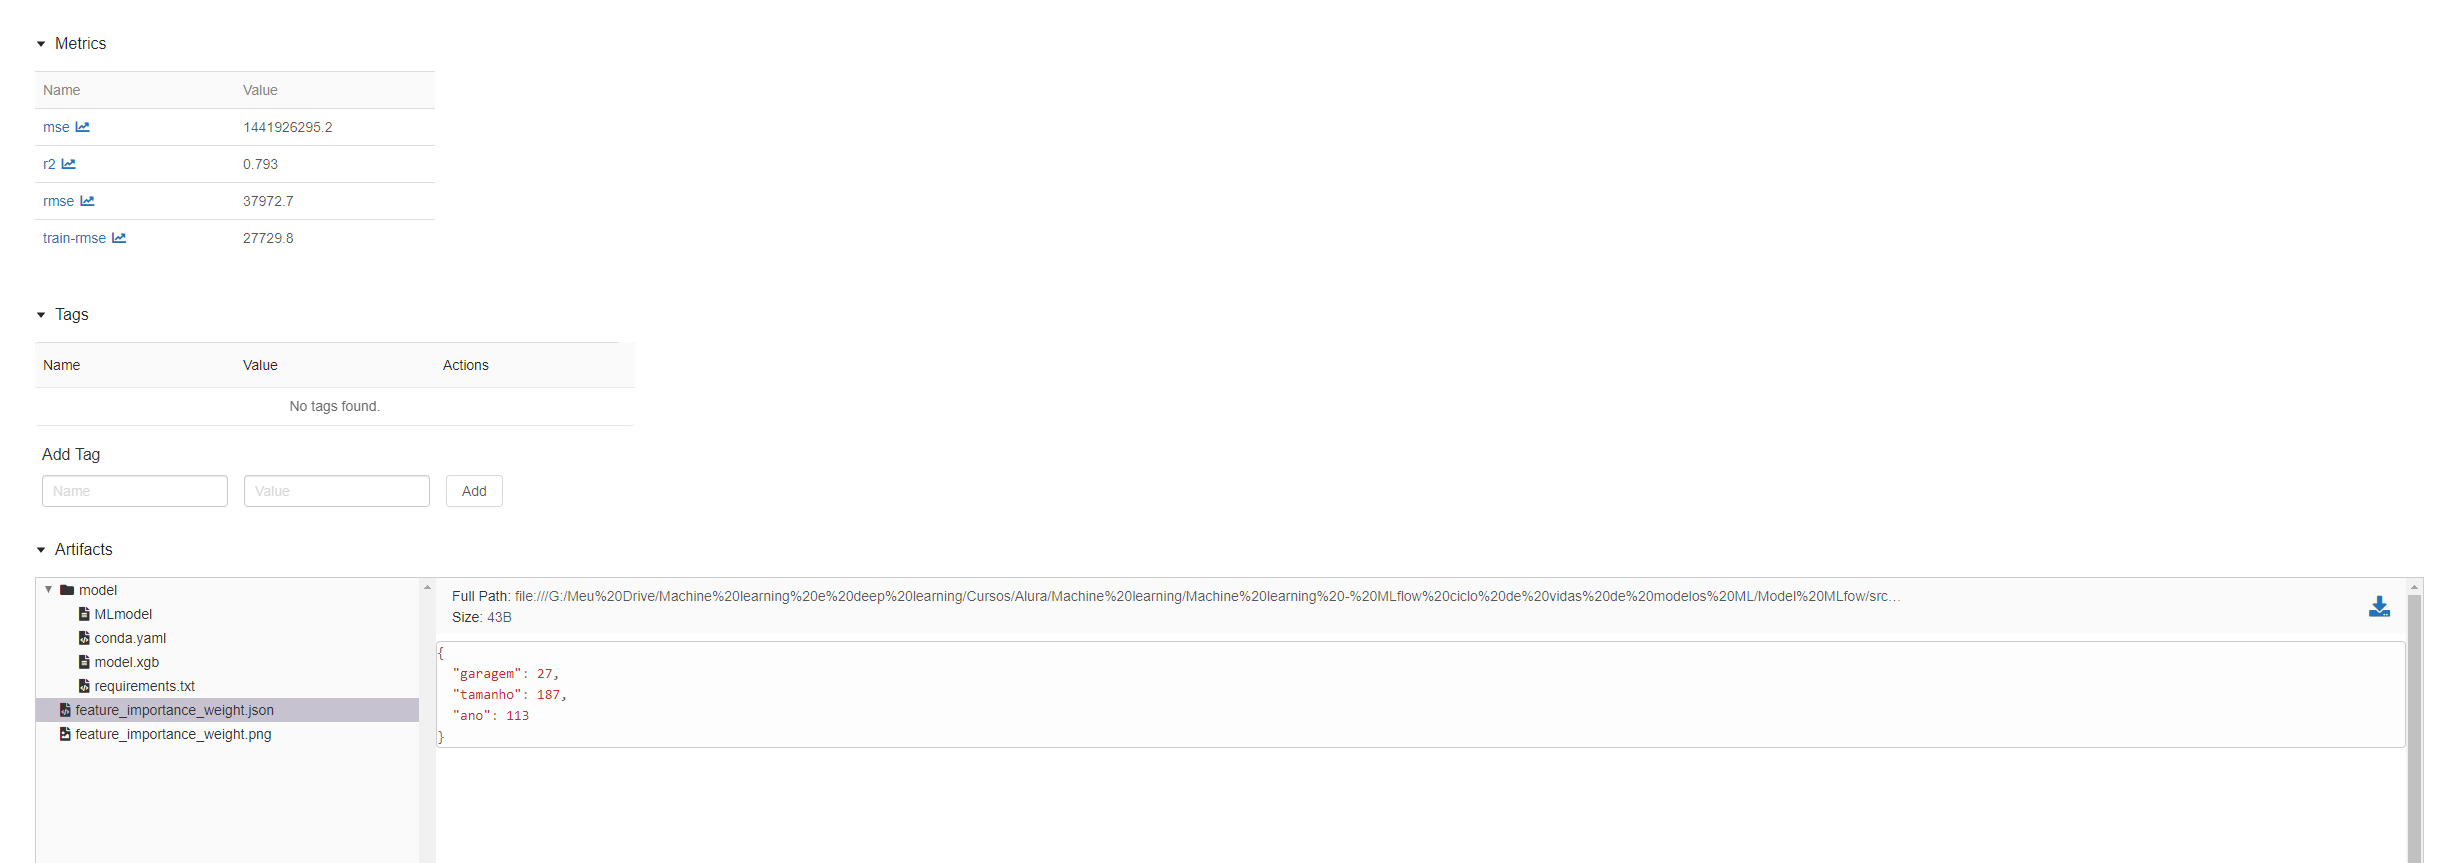 Metrics
Name Value
mse 1441926295.2
r2 0.793
rmse 37972.7
train-rmse 27729.8
Tags
Name Value Actions
No tags found.
Add Tag
Name Value Add
Artifacts
model
MLmodel
conda.yaml
model.xgb
requirements.txt
feature_importance_weight.json
feature_importance_weight.png
Full Path: file:///G:/Meu%20Drive/Machine%20learning%20e%20deep%20learning/Cursos/Alura/Machine%20learning/Machine%20learning%20-%20MLflow%20ciclo%20de%20vidas%20de%20modelos%20ML/Model%20MLfow/src…
Size: 43B
{
"garagem": 27,
"tamanho": 187,
"ano": 113
}